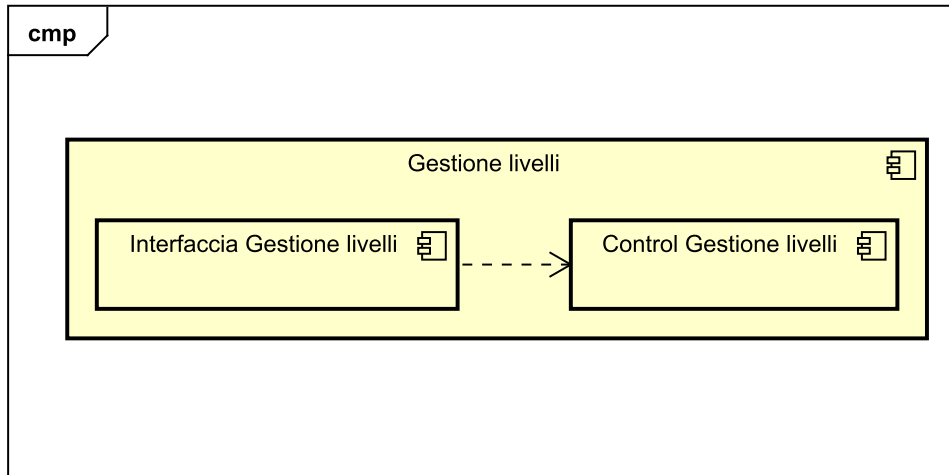 cmp
Gestione livelli
Interfaccia Gestione livelli
Control Gestione livelli